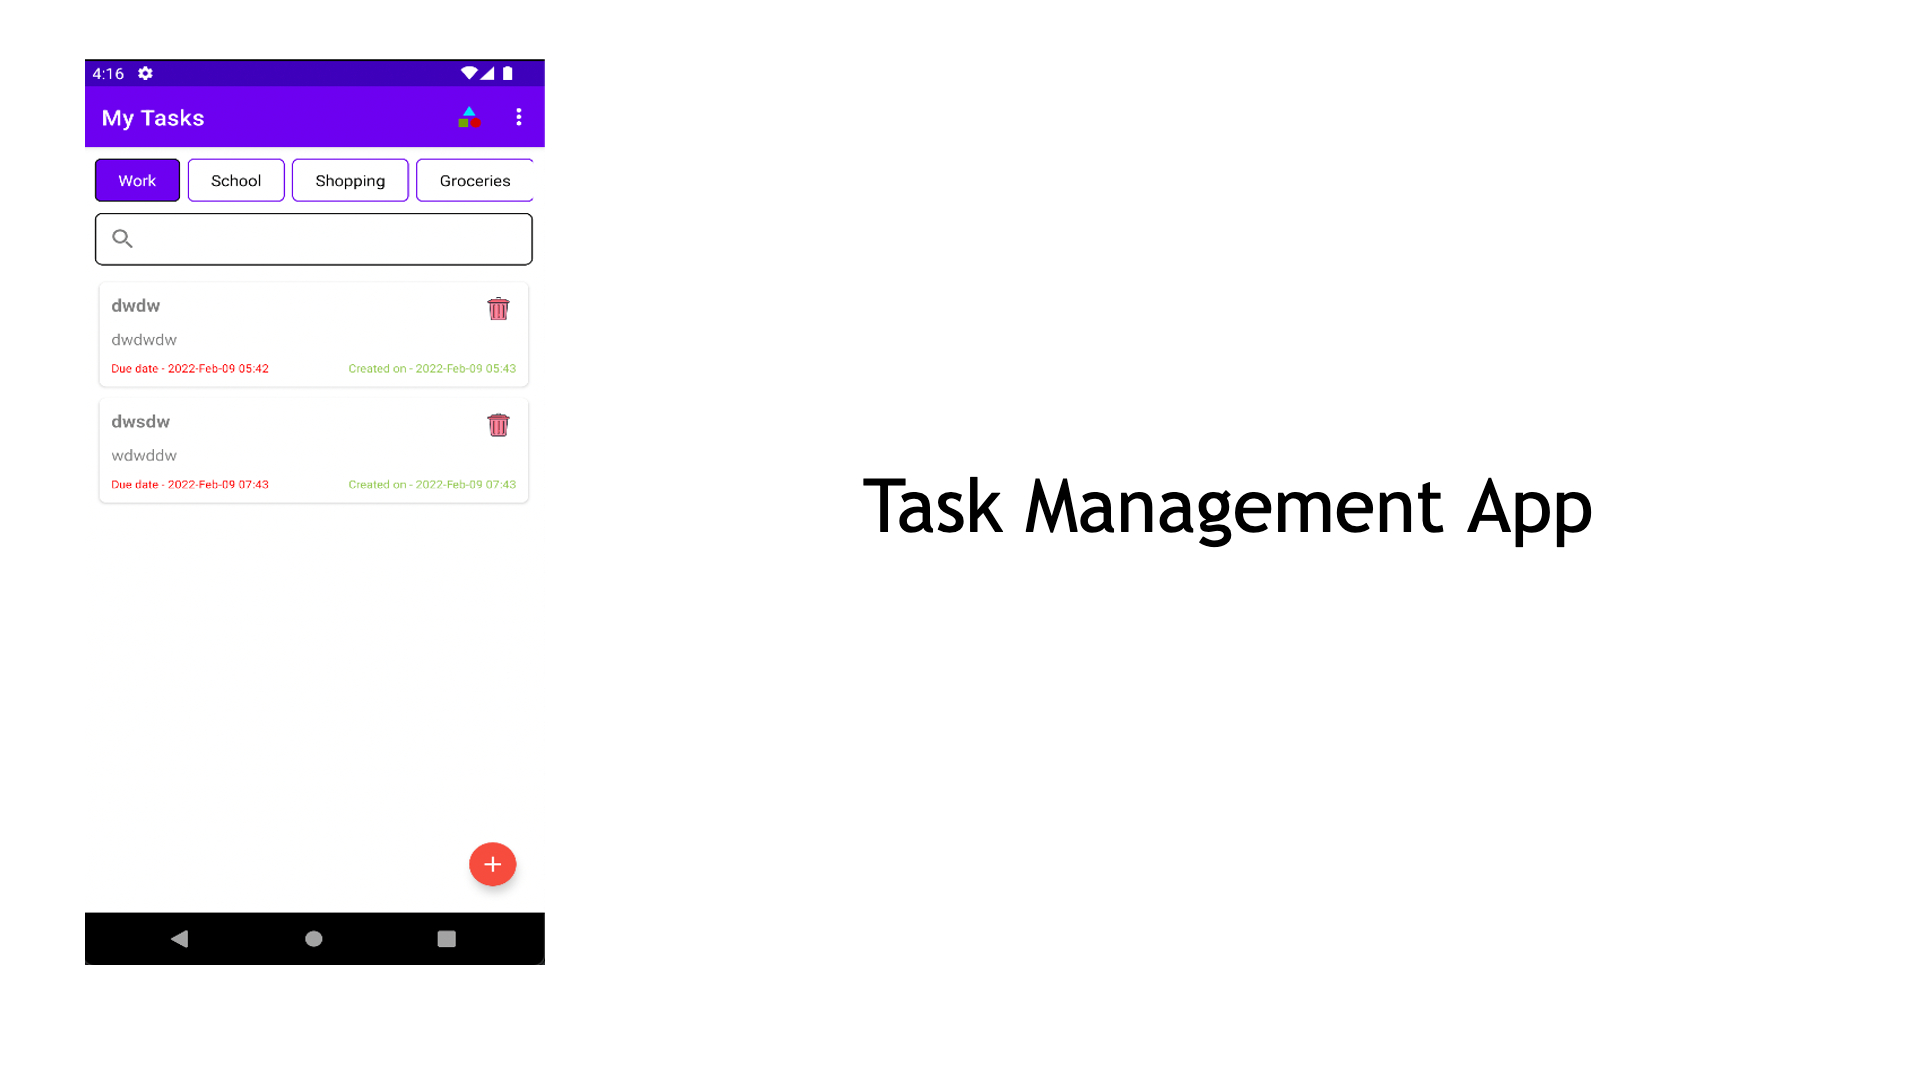 4:16
My Tasks
Work School Shopping Groceries
dwdw
dwdwdw
Due date - 2022-Feb-09 05:42 Created on - 2022-Feb-09 05:43
dwsdw
wdwddw
Due date - 2022-Feb-09 07:43 Created on - 2022-Feb-09 07:43
Task Management App